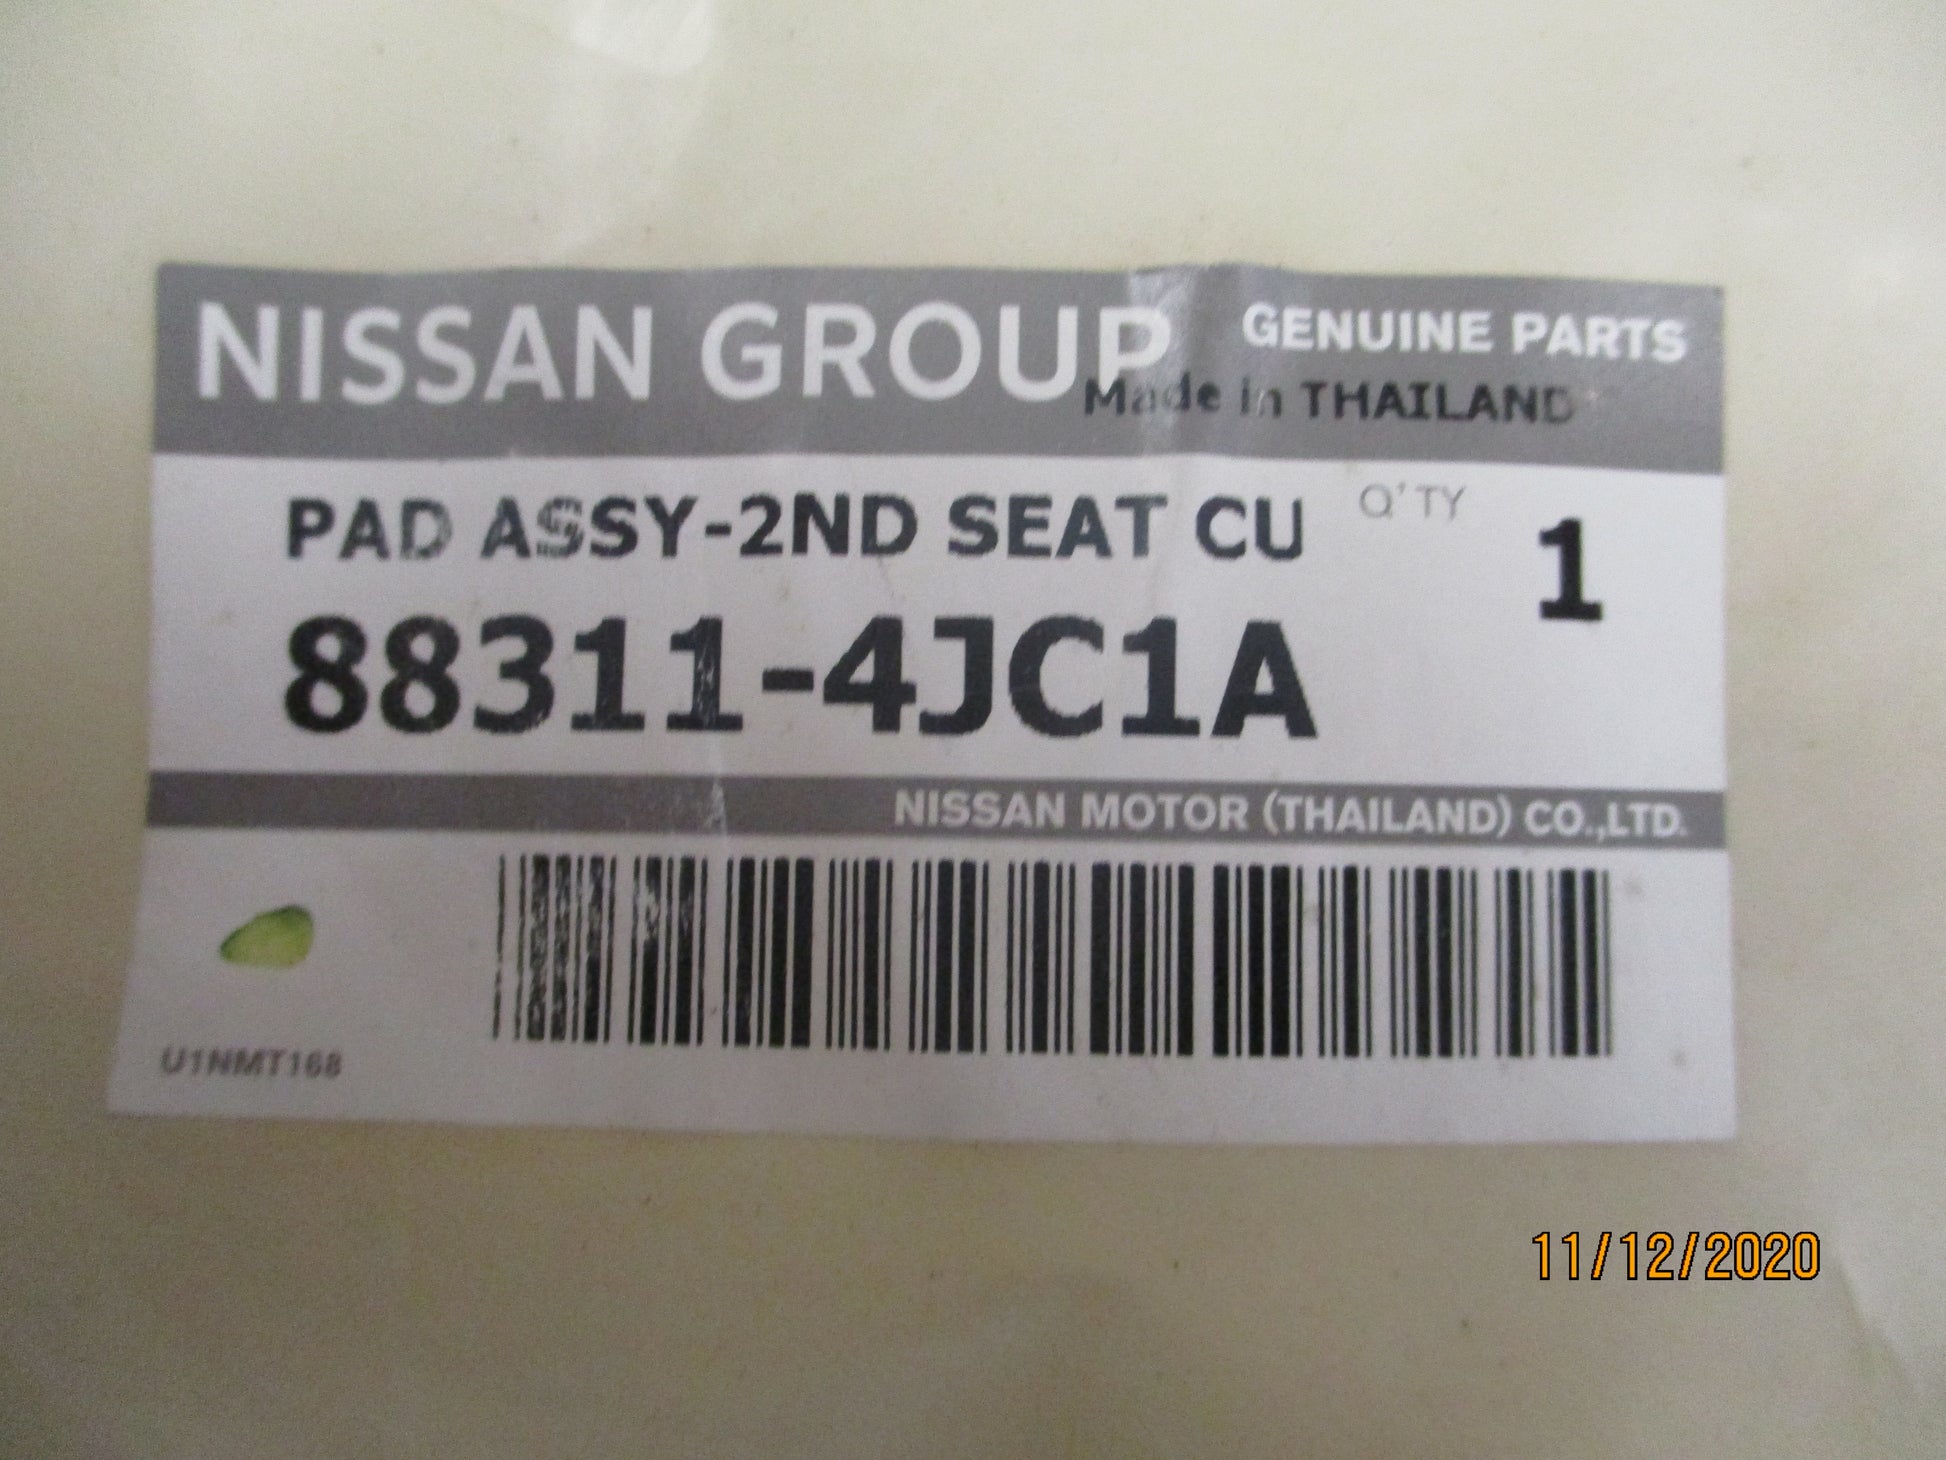 NISSAN GROUP GENUINE PARTS
Made in THAILAND
PAD ASSY-2ND SEAT CU Q'TY 1
88311-4JC1A
NISSAN MOTOR (THAILAND) CO.,LTD.
U1NMT168
11/12/2020